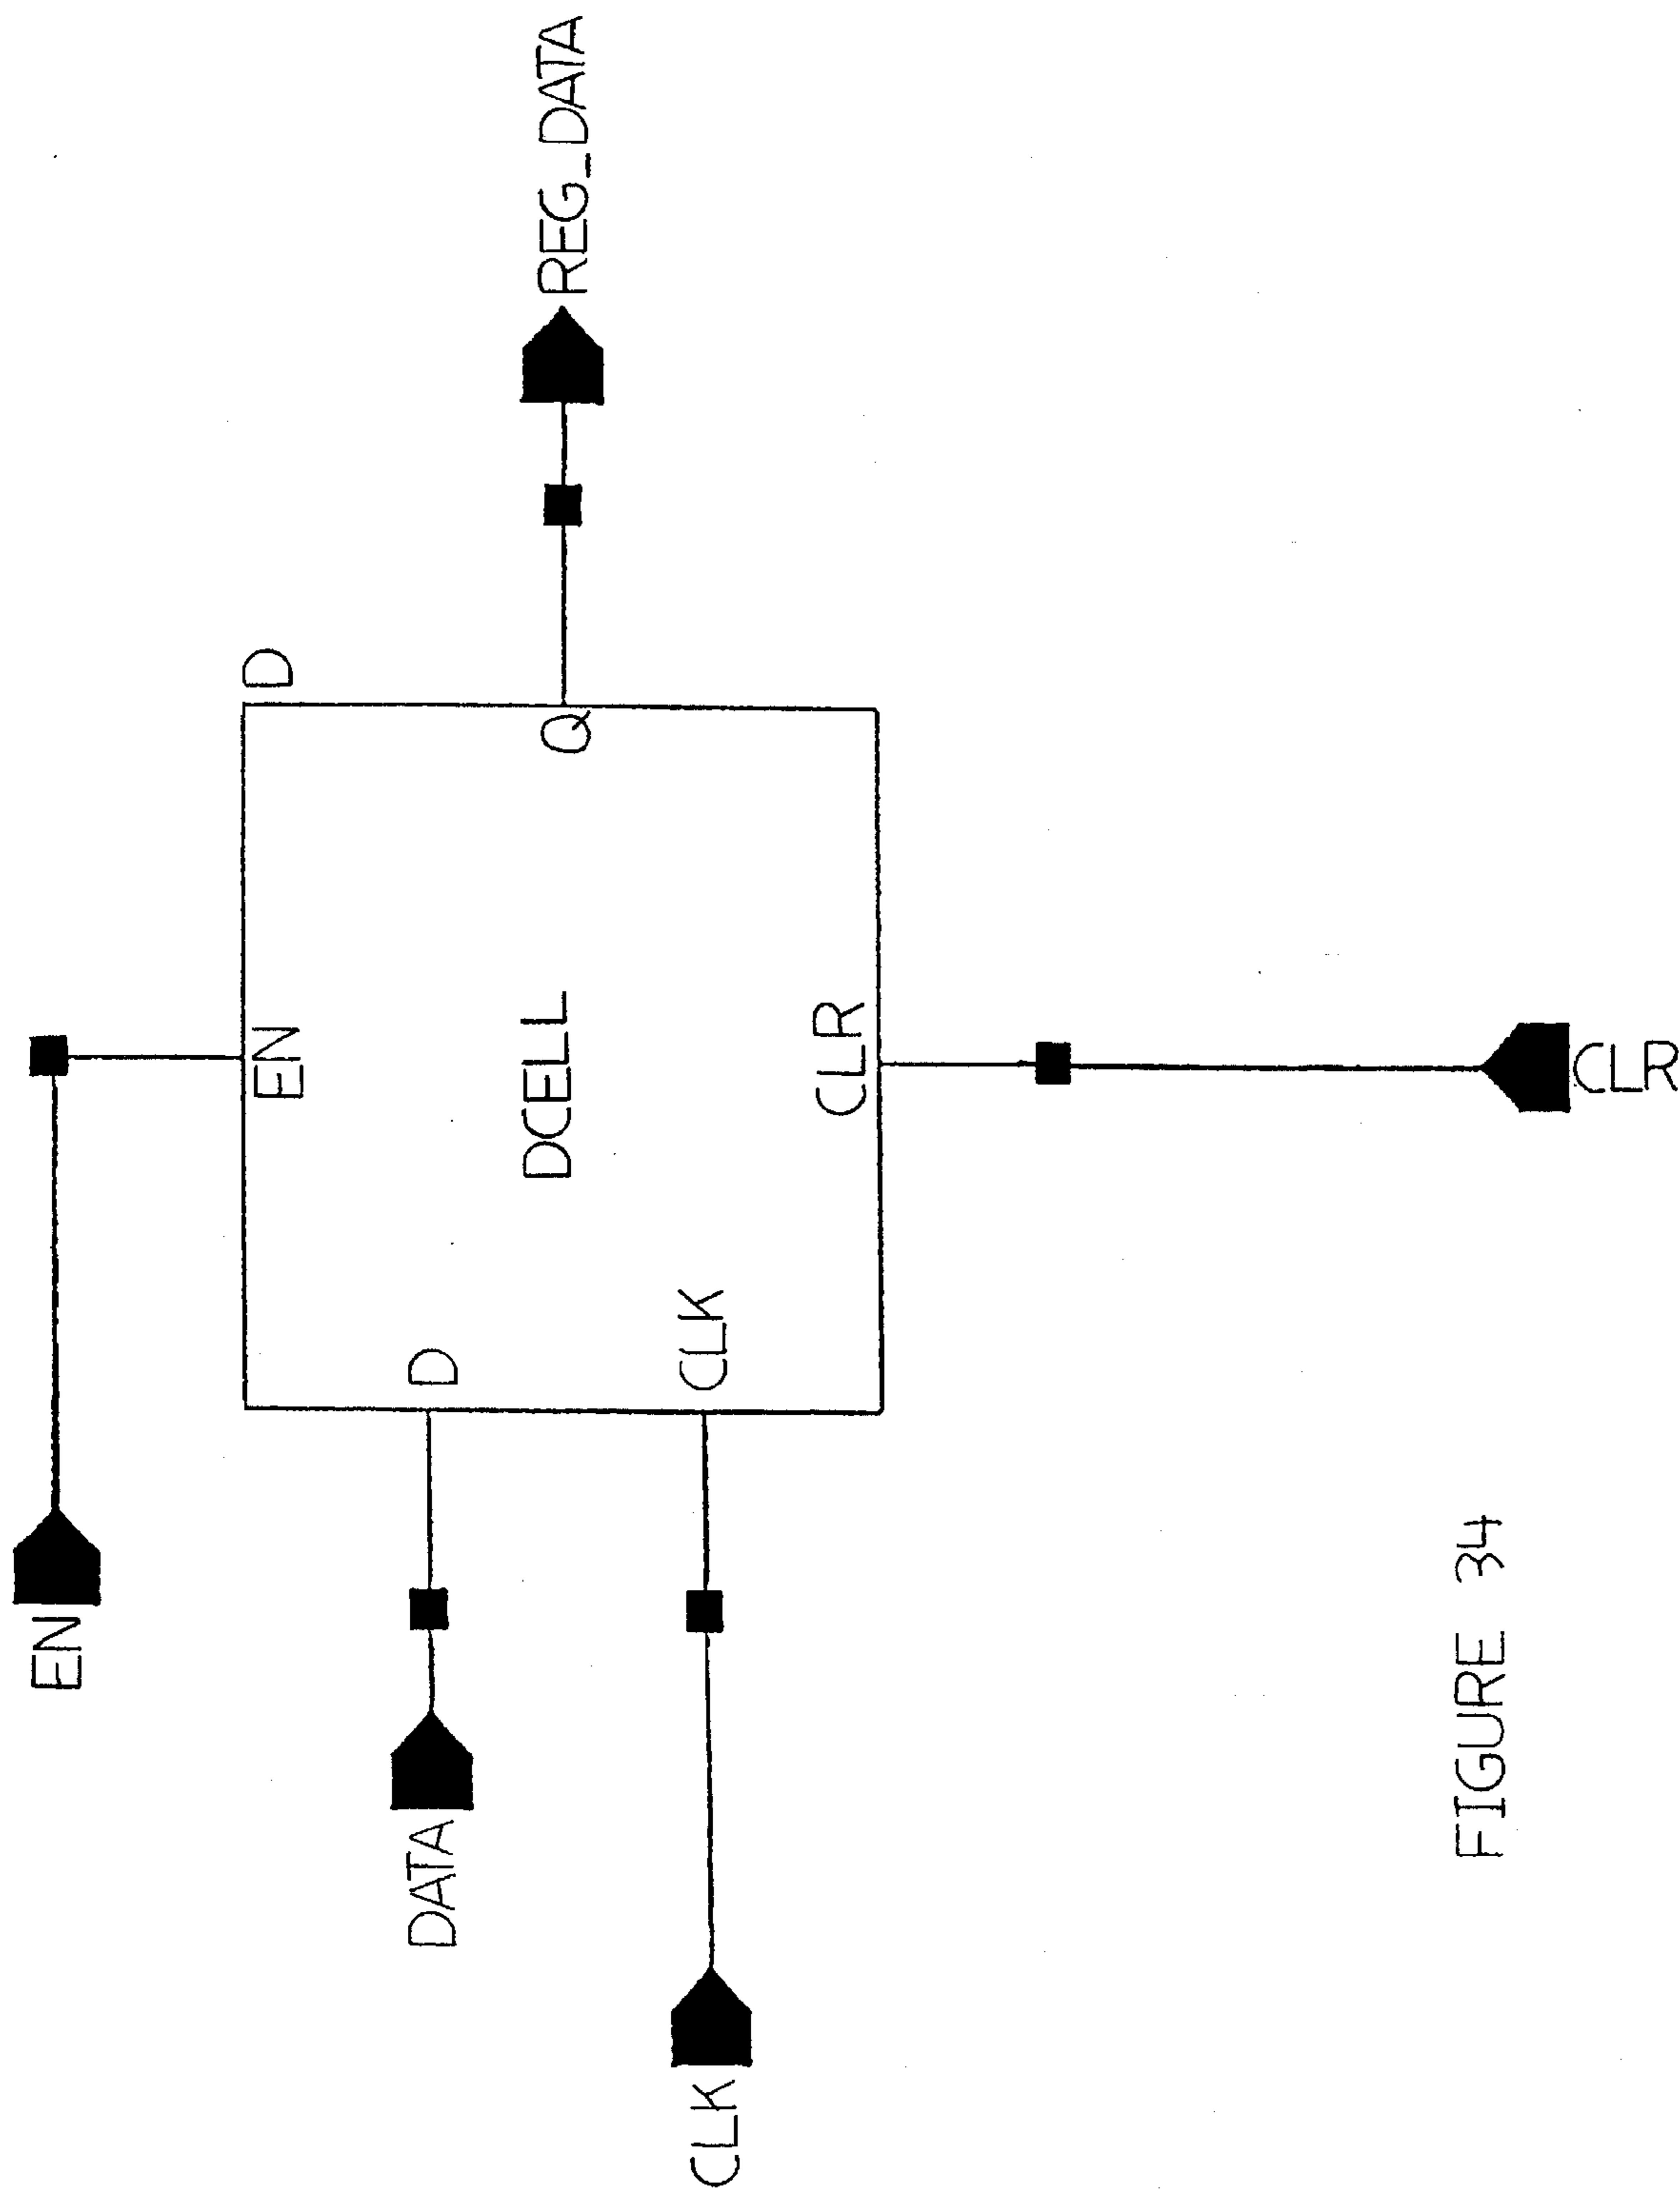 EN
D
EN
DATA
D
DCELL
Q
REG_DATA
CLK
CLK
CLR
CLR
FIGURE 34